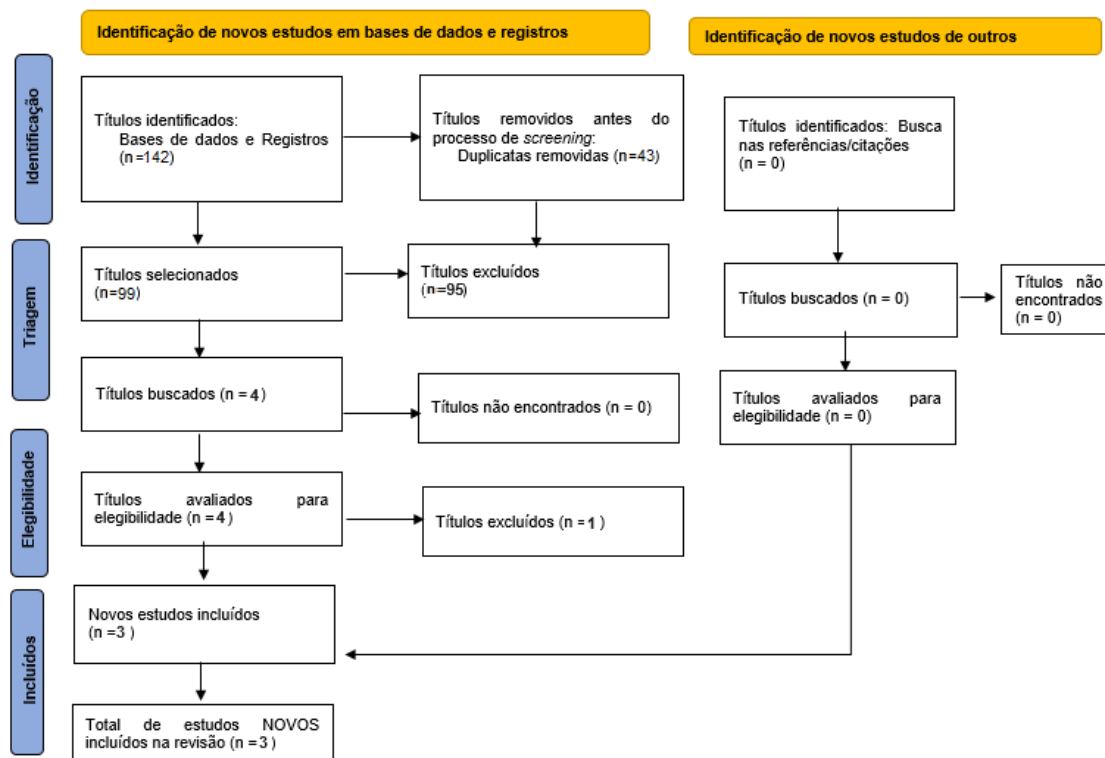 Identificação de novos estudos em bases de dados e registros
Identificação de novos estudos de outros
Identificação
Títulos identificados:
Bases de dados e Registros
(n =142)
Títulos removidos antes do
processo de screening:
Duplicatas removidas (n=43)
Títulos identificados: Busca
nas referências/citações
(n = 0)
Triagem
Títulos selecionados
(n=99)
Títulos excluídos
(n=95)
Títulos buscados (n = 0)
Títulos não
encontrados
(n = 0)
Títulos buscados (n = 4)
Títulos não encontrados (n = 0)
Títulos avaliados para
elegibilidade (n = 0)
Elegibilidade
Títulos avaliados para
elegibilidade (n = 4 )
Títulos excluídos (n = 1 )
Incluídos
Novos estudos incluídos
(n =3 )
Total de estudos NOVOS
incluídos na revisão (n = 3 )